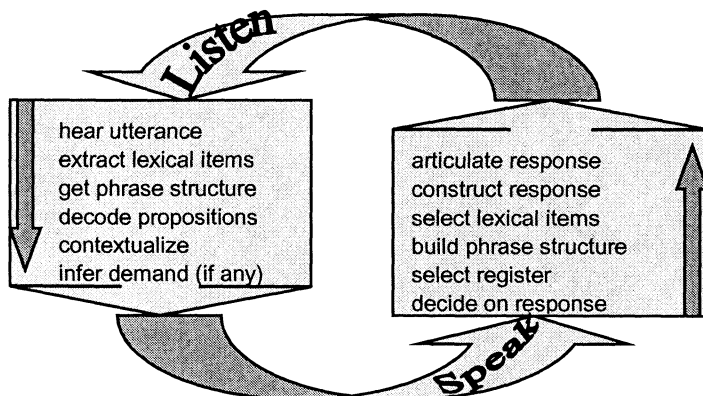 Listen
hear utterance
extract lexical items
get phrase structure
decode propositions
contextualize
infer demand (if any)
articulate response
construct response
select lexical items
build phrase structure
select register
decide on response
Speak